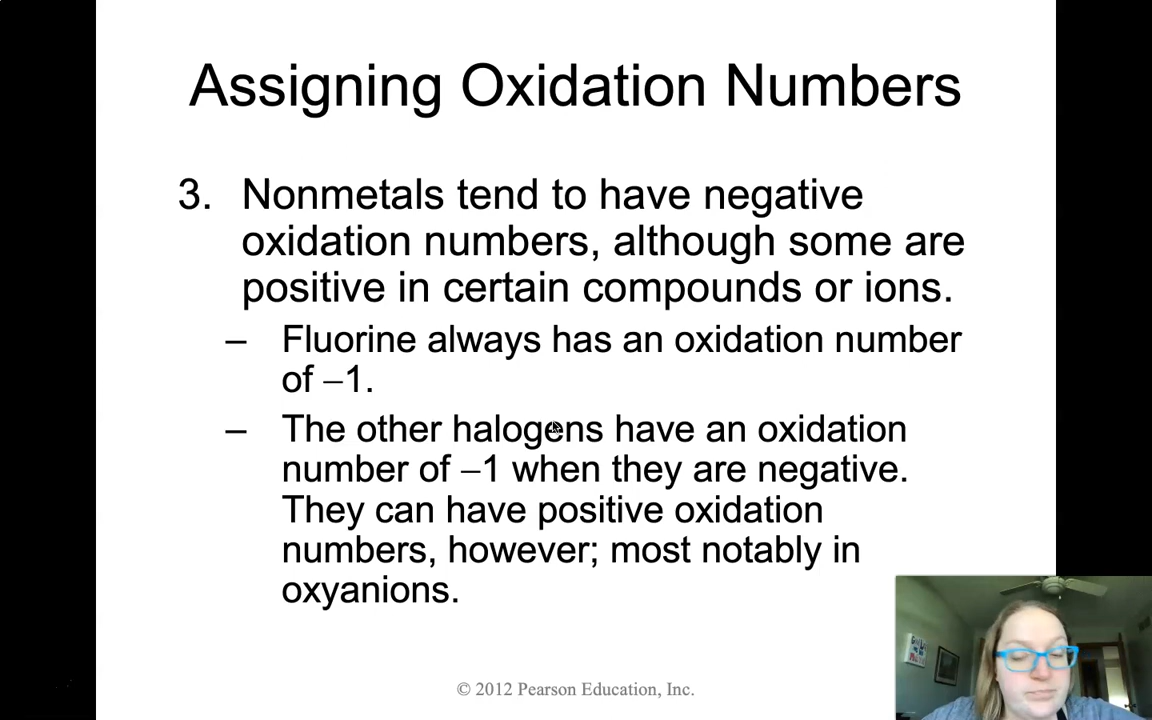 Assigning Oxidation Numbers
3. Nonmetals tend to have negative
oxidation numbers, although some are
positive in certain compounds or ions.
– Fluorine always has an oxidation number
of –1.
– The other halogens have an oxidation
number of –1 when they are negative.
They can have positive oxidation
numbers, however; most notably in
oxyanions.
© 2012 Pearson Education, Inc.